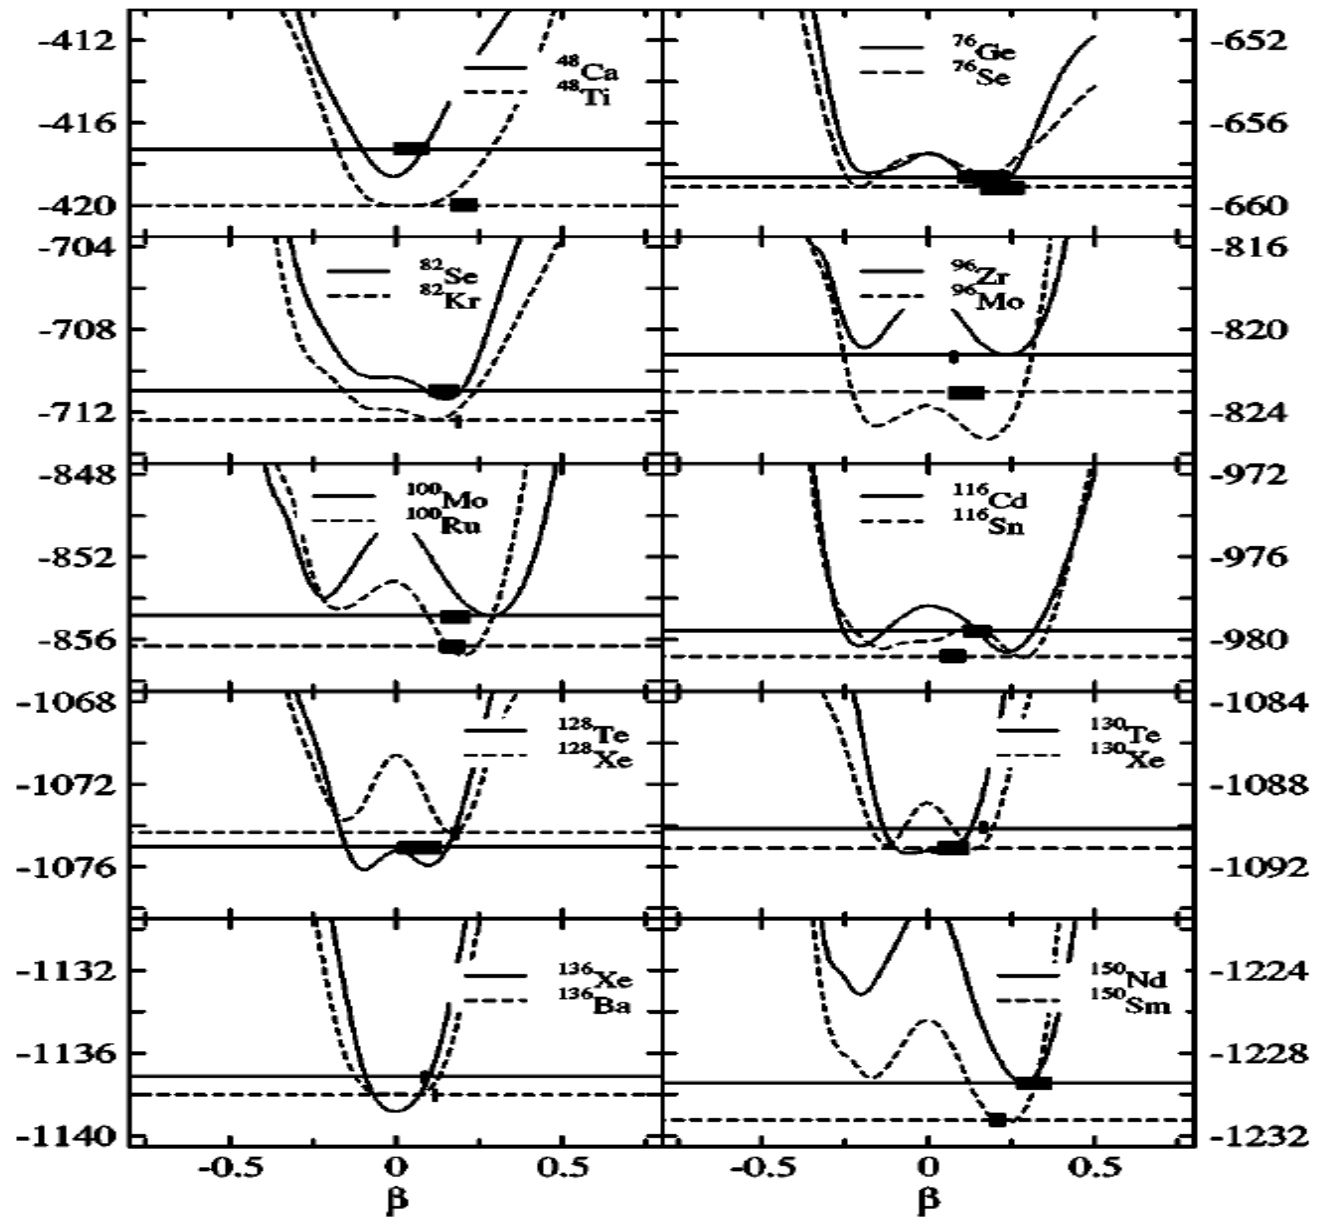 -412
-416
-420
48Ca
48Ti
-652
-656
-660
76Ge
76Se
-704
-708
-712
82Se
82Kr
-816
-820
-824
96Zr
96Mo
-848
-852
-856
100Mo
100Ru
-972
-976
-980
116Cd
116Sn
-1068
-1072
-1076
128Te
128Xe
-1084
-1088
-1092
130Te
130Xe
-1132
-1136
-1140
136Xe
136Ba
-1224
-1228
-1232
150Nd
150Sm
-0.5 0 0.5
β
-0.5 0 0.5
β